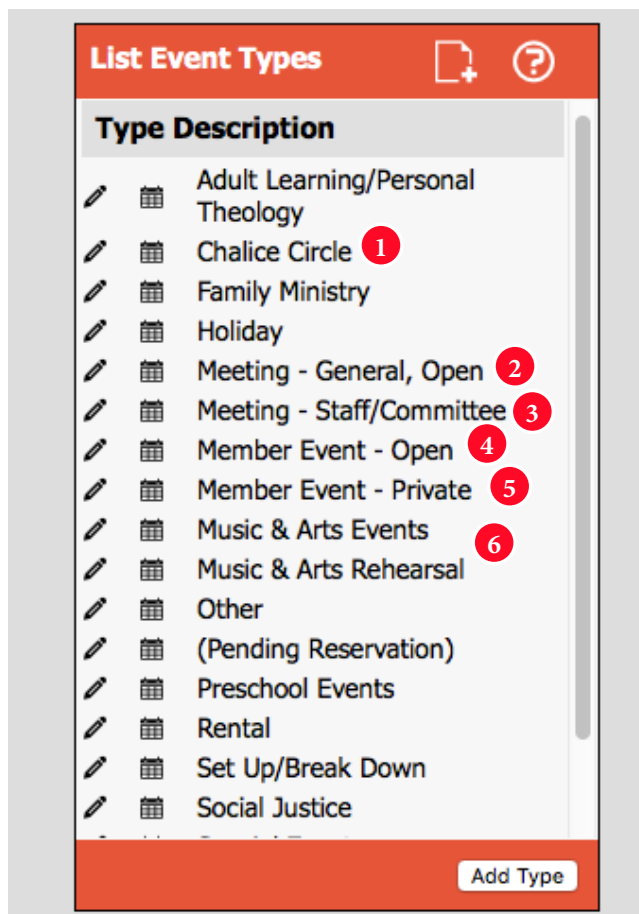 List Event Types
Type Description
Adult Learning/Personal
Theology
Chalice Circle 1
Family Ministry
Holiday
Meeting - General, Open 2
Meeting - Staff/Committee 3
Member Event - Open 4
Member Event - Private 5
Music & Arts Events 6
Music & Arts Rehearsal
Other
(Pending Reservation)
Preschool Events
Rental
Set Up/Break Down
Social Justice
Add Type